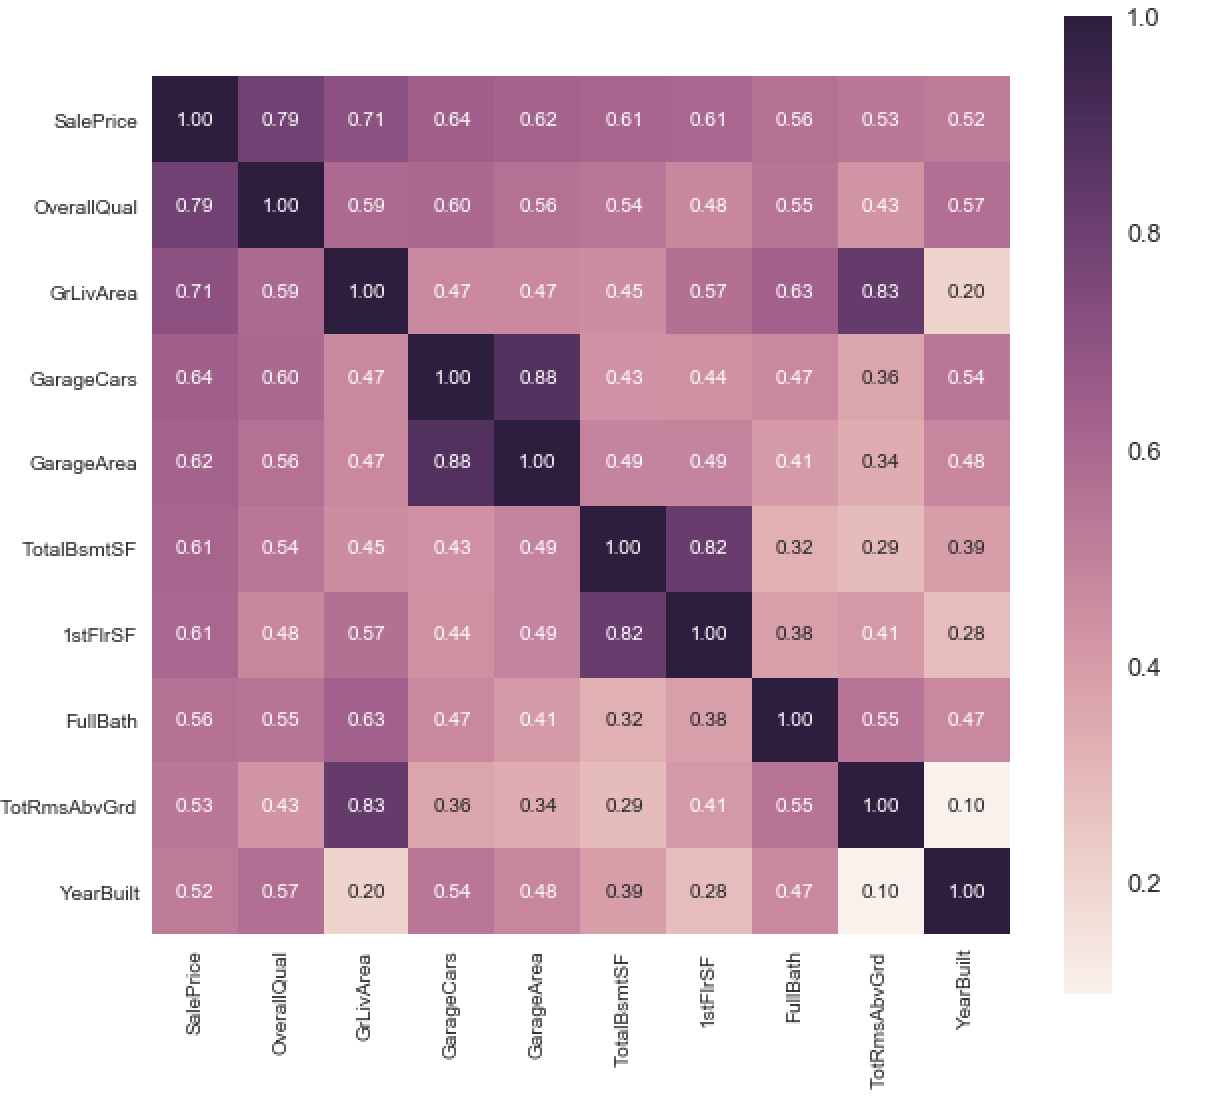 1.0
SalePrice 1.00 0.79 0.71 0.64 0.62 0.61 0.61 0.56 0.53 0.52
OverallQual 0.79 1.00 0.59 0.60 0.56 0.54 0.48 0.55 0.43 0.57
0.8
GrLivArea 0.71 0.59 1.00 0.47 0.47 0.45 0.57 0.63 0.83 0.20
GarageCars 0.64 0.60 0.47 1.00 0.88 0.43 0.44 0.47 0.36 0.54
0.6
GarageArea 0.62 0.56 0.47 0.88 1.00 0.49 0.49 0.41 0.34 0.48
TotalBsmtSF 0.61 0.54 0.45 0.43 0.49 1.00 0.82 0.32 0.29 0.39
1stFlrSF 0.61 0.48 0.57 0.44 0.49 0.82 1.00 0.38 0.41 0.28
0.4
FullBath 0.56 0.55 0.63 0.47 0.41 0.32 0.38 1.00 0.55 0.47
TotRmsAbvGrd 0.53 0.43 0.83 0.36 0.34 0.29 0.41 0.55 1.00 0.10
0.2
YearBuilt 0.52 0.57 0.20 0.54 0.48 0.39 0.28 0.47 0.10 1.00
SalePrice
OverallQual
GrLivArea
GarageCars
GarageArea
TotalBsmtSF
1stFlrSF
FullBath
TotRmsAbvGrd
YearBuilt